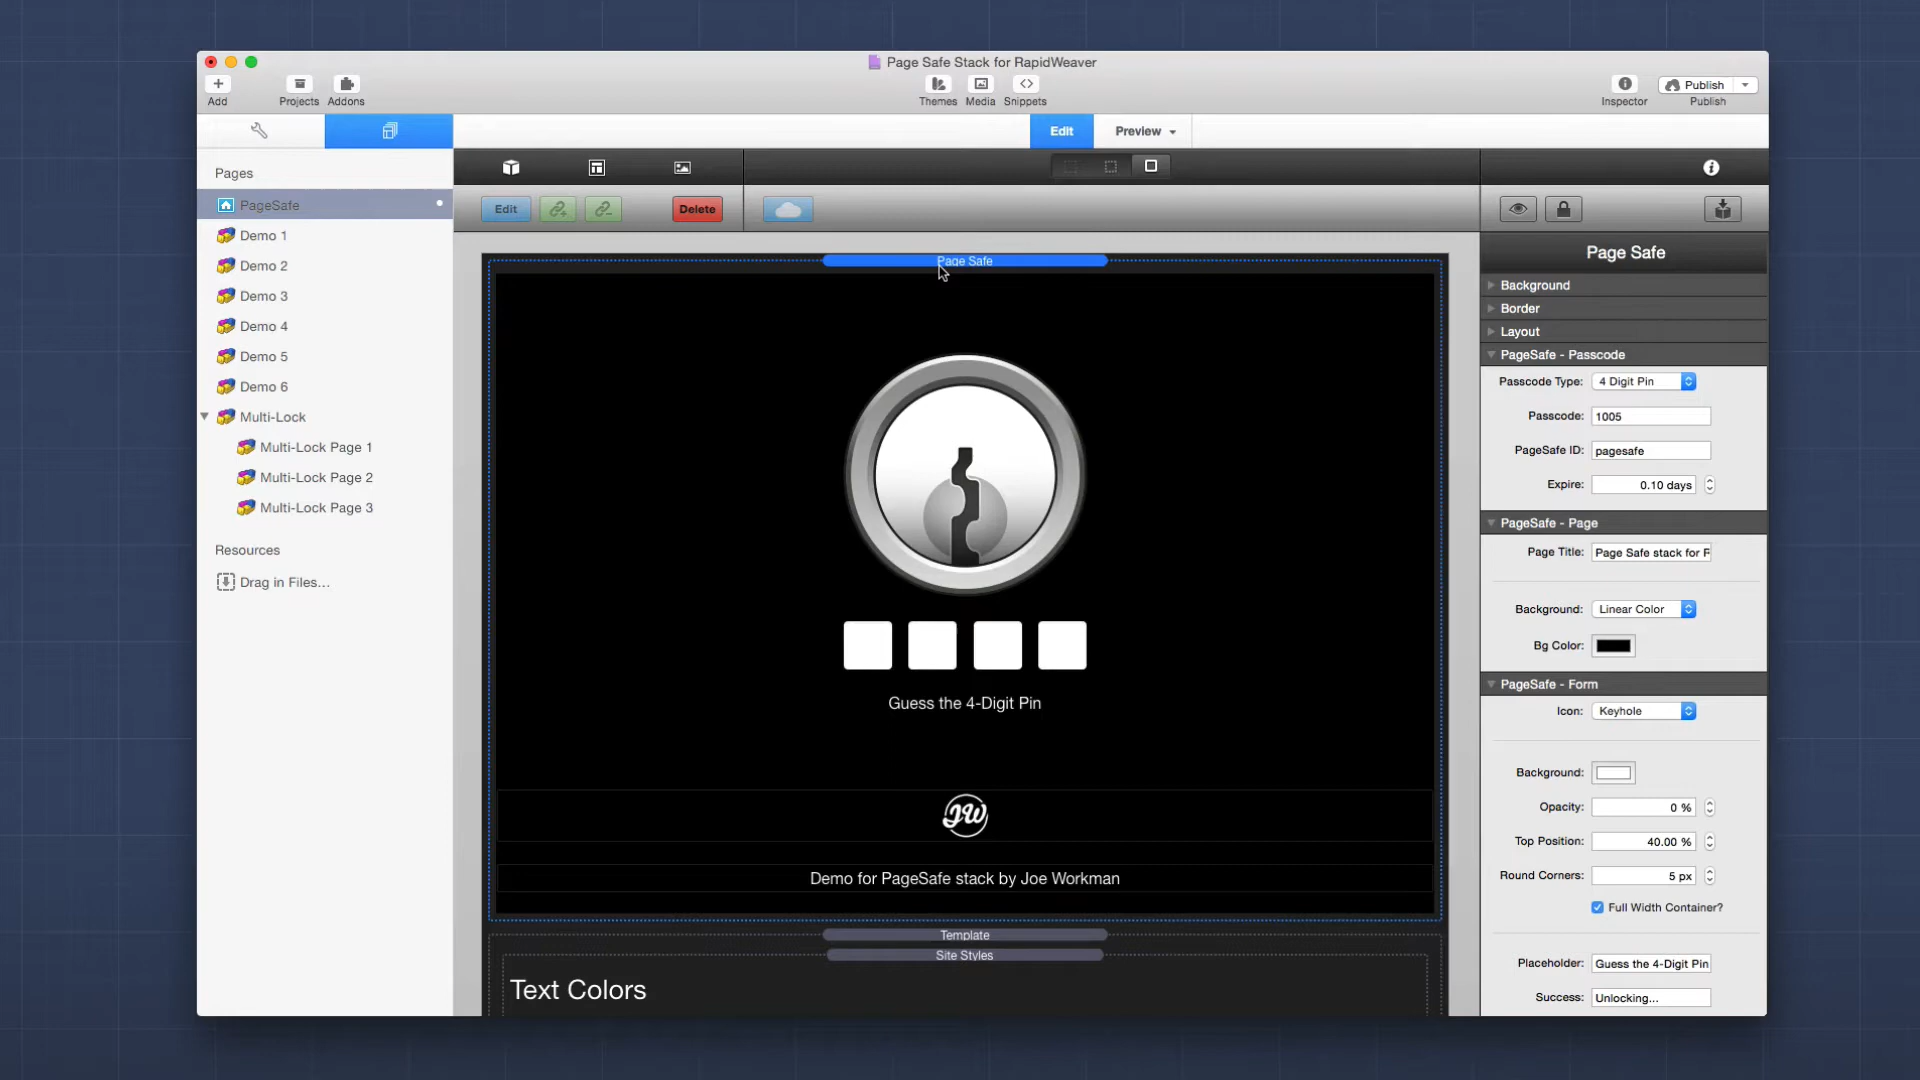 Page Safe Stack for RapidWeaver
Add
Projects
Addons
Themes
Media
Snippets
Inspector
Publish
Publish
Edit
Preview
Pages
PageSafe
Demo 1
Demo 2
Demo 3
Demo 4
Demo 5
Demo 6
Multi-Lock
Multi-Lock Page 1
Multi-Lock Page 2
Multi-Lock Page 3
Resources
Drag in Files...
Edit
Delete
Page Safe
Guess the 4-Digit Pin
JW
Demo for PageSafe stack by Joe Workman
Template
Site Styles
Text Colors
Page Safe
Background
Border
Layout
PageSafe - Passcode
Passcode Type: 4 Digit Pin
Passcode: 1005
PageSafe ID: pagesafe
Expire: 0.10 days
PageSafe - Page
Page Title: Page Safe stack for F
Background: Linear Color
Bg Color:
PageSafe - Form
Icon: Keyhole
Background:
Opacity: 0 %
Top Position: 40.00 %
Round Corners: 5 px
Full Width Container?
Placeholder: Guess the 4-Digit Pin
Success: Unlocking...